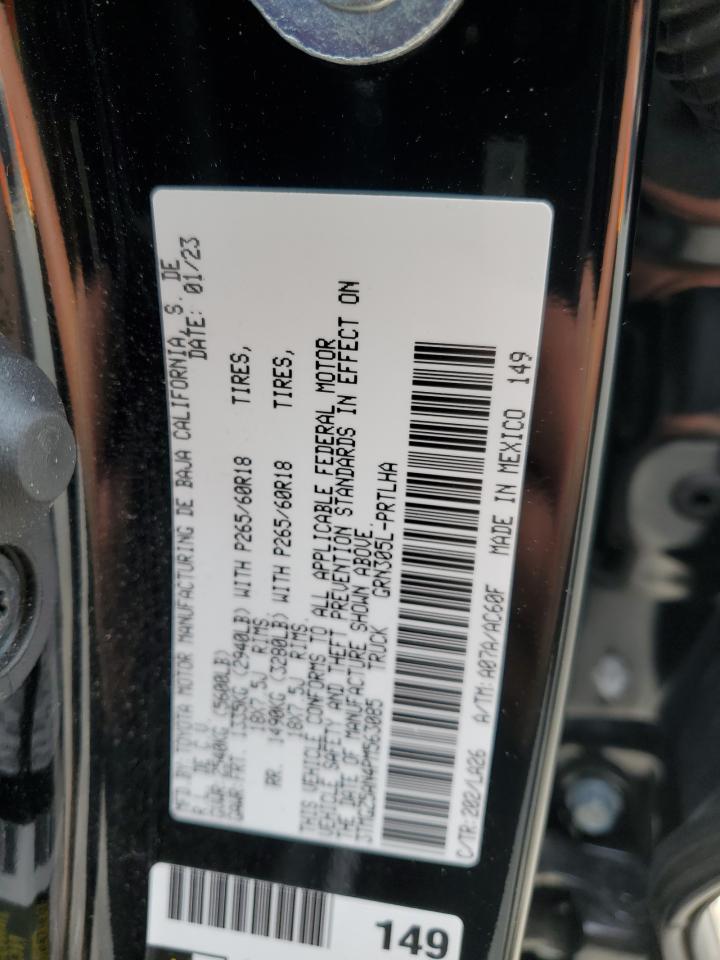 MFD BY: TOYOTA MOTOR MANUFACTURING DE BAJA CALIFORNIA, S. DE
R. L. DE C. V. DATE: 01/23
GVWR 2540KG (5600LB)
GAWR: FRT. 1335KG (2940LB) WITH P265/60R18 TIRES,
18X7.5J RIMS
RR. 1490KG (3280LB) WITH P265/60R18 TIRES,
18X7.5J RIMS.
THIS VEHICLE CONFORMS TO ALL APPLICABLE FEDERAL MOTOR
VEHICLE SAFETY AND THEFT PREVENTION STANDARDS IN EFFECT ON
THE DATE OF MANUFACTURE SHOWN ABOVE.
3TMGZ5AN4PM563085 TRUCK GRN305L-PRTLHA
C/TR: 202/LA26 A/TM: A07A/AC60F MADE IN MEXICO 149
149